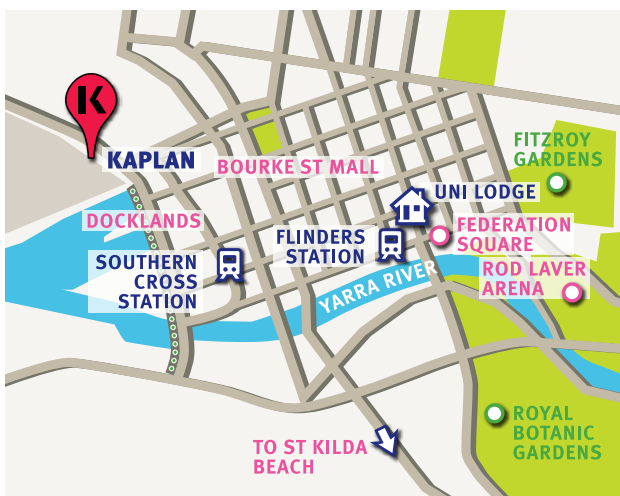 K
KAPLAN
BOURKE ST MALL
FITZROY
GARDENS
UNI LODGE
DOCKLANDS
FLINDERS
STATION
FEDERATION
SQUARE
SOUTHERN
CROSS
STATION
YARRA RIVER
ROD LAVER
ARENA
ROYAL
BOTANIC
GARDENS
TO ST KILDA
BEACH